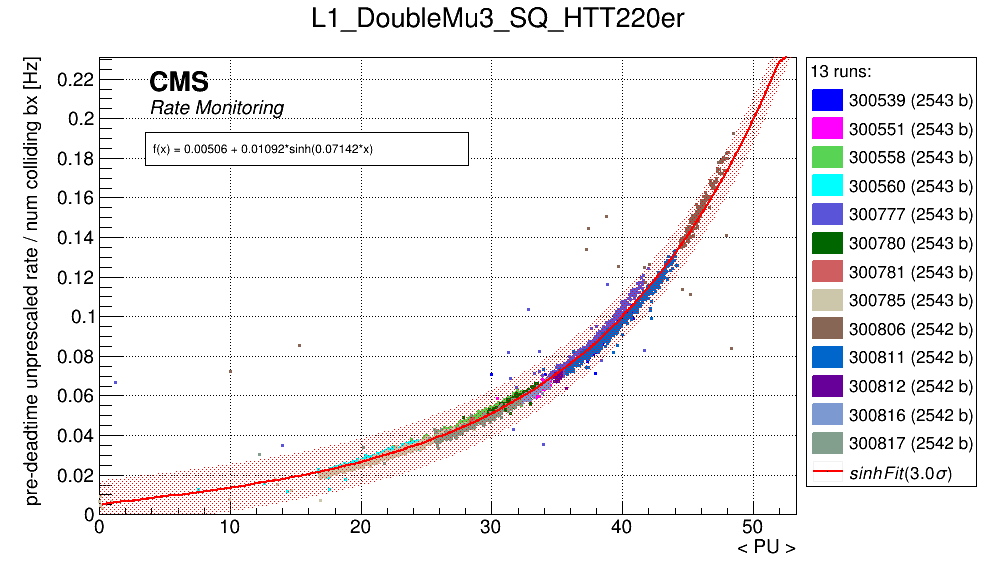 L1_DoubleMu3_SQ_HTT220er
pre-deadtime unprescaled rate / num colliding bx [Hz]
CMS
Rate Monitoring
f(x) = 0.00506 + 0.01092*sinh(0.07142*x)
0.22
0.2
0.18
0.16
0.14
0.12
0.1
0.08
0.06
0.04
0.02
0
0 10 20 30 40 50
< PU >
13 runs:
300539 (2543 b)
300551 (2543 b)
300558 (2543 b)
300560 (2543 b)
300777 (2543 b)
300780 (2543 b)
300781 (2543 b)
300785 (2543 b)
300806 (2542 b)
300811 (2542 b)
300812 (2542 b)
300816 (2542 b)
300817 (2542 b)
sinhFit(3.0σ)